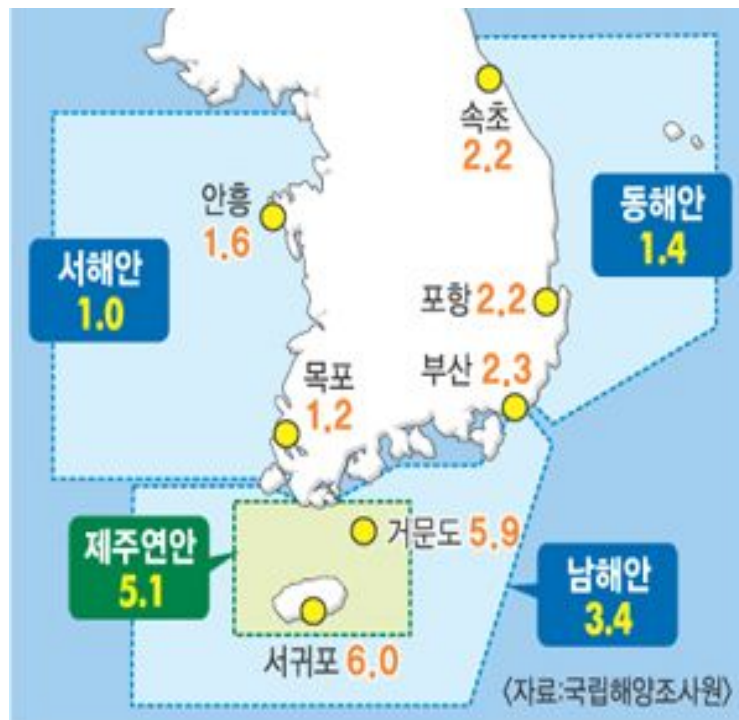 속초
2.2
동해안
1.4
안흥
1.6
서해안
1.0
포항 2.2
부산 2.3
목포
1.2
제주연안
5.1
거문도 5.9
남해안
3.4
서귀포 6.0
〈자료:국립해양조사원〉